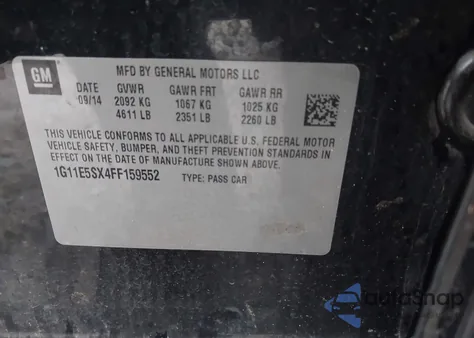 GM
MFD BY GENERAL MOTORS LLC
DATE GVWR GAWR FRT GAWR RR
09/14 2092 KG 1067 KG 1025 KG
4611 LB 2351 LB 2260 LB
THIS VEHICLE CONFORMS TO ALL APPLICABLE U.S. FEDERAL MOTOR
VEHICLE SAFETY, BUMPER, AND THEFT PREVENTION STANDARDS IN
EFFECT ON THE DATE OF MANUFACTURE SHOWN ABOVE.
1G11E5SX4FF159552 TYPE: PASS CAR
autoSnap